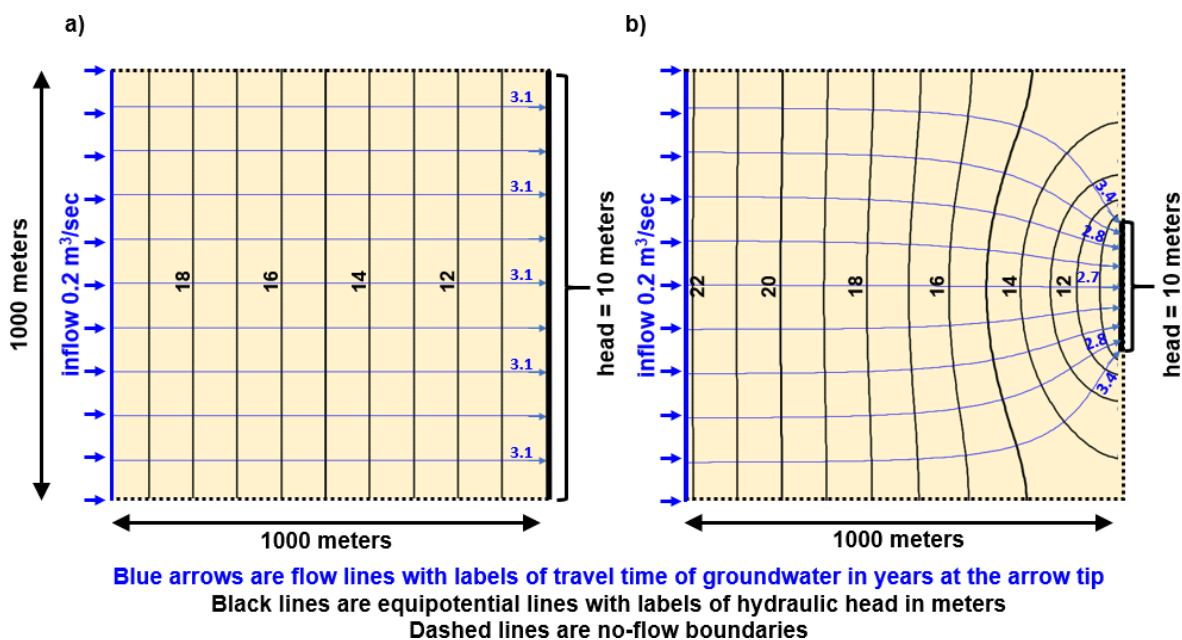 a)
b)
1000 meters
inflow 0.2 m³/sec
18
16
14
12
3.1
3.1
3.1
3.1
3.1
head = 10 meters
1000 meters
inflow 0.2 m³/sec
22
20
18
16
14
12
3.4
2.8
2.7
2.8
3.4
head = 10 meters
1000 meters
Blue arrows are flow lines with labels of travel time of groundwater in years at the arrow tip
Black lines are equipotential lines with labels of hydraulic head in meters
Dashed lines are no-flow boundaries